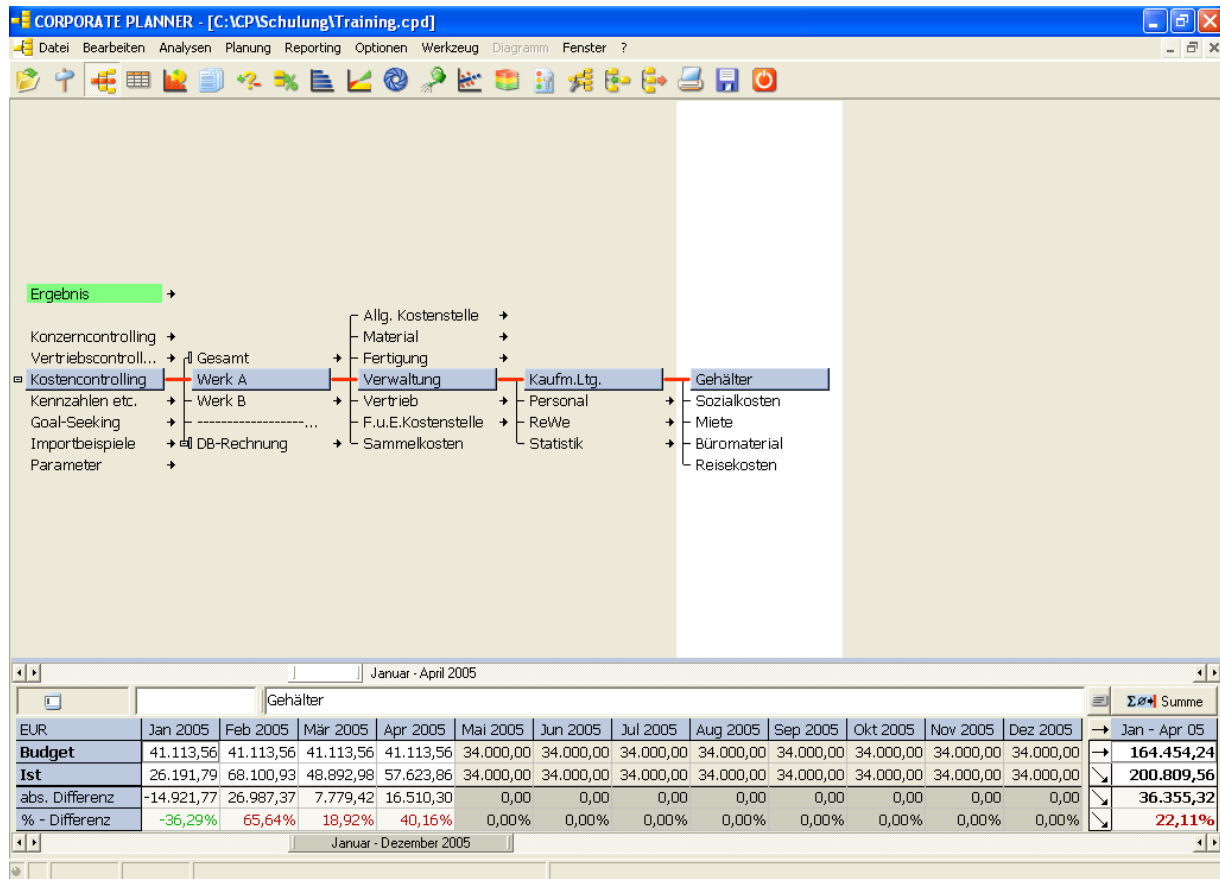 CORPORATE PLANNER - [C:\CP\Schulung\Training.cpd]
Datei Bearbeiten Analysen Planung Reporting Optionen Werkzeug Diagramm Fenster ?
Ergebnis
Allg. Kostenstelle
Konzerncontrolling Material
Vertriebscontroll... Gesamt Fertigung
Kostencontrolling Werk A Verwaltung Kaufm.Ltg. Gehälter
Kennzahlen etc. Werk B Vertrieb Personal Sozialkosten
Goal-Seeking ------------------... F.u.E.Kostenstelle ReWe Miete
Importbeispiele DB-Rechnung Sammelkosten Statistik Büromaterial
Parameter Reisekosten
Januar - April 2005
Gehälter Σø Summe
EUR Jan 2005 Feb 2005 Mär 2005 Apr 2005 Mai 2005 Jun 2005 Jul 2005 Aug 2005 Sep 2005 Okt 2005 Nov 2005 Dez 2005 → Jan - Apr 05
Budget 41.113,56 41.113,56 41.113,56 41.113,56 34.000,00 34.000,00 34.000,00 34.000,00 34.000,00 34.000,00 34.000,00 34.000,00 → 164.454,24
Ist 26.191,79 68.100,93 48.892,98 57.623,86 34.000,00 34.000,00 34.000,00 34.000,00 34.000,00 34.000,00 34.000,00 34.000,00 200.809,56
abs. Differenz -14.921,77 26.987,37 7.779,42 16.510,30 0,00 0,00 0,00 0,00 0,00 0,00 0,00 0,00 36.355,32
% - Differenz -36,29% 65,64% 18,92% 40,16% 0,00% 0,00% 0,00% 0,00% 0,00% 0,00% 0,00% 0,00% 22,11%
Januar - Dezember 2005